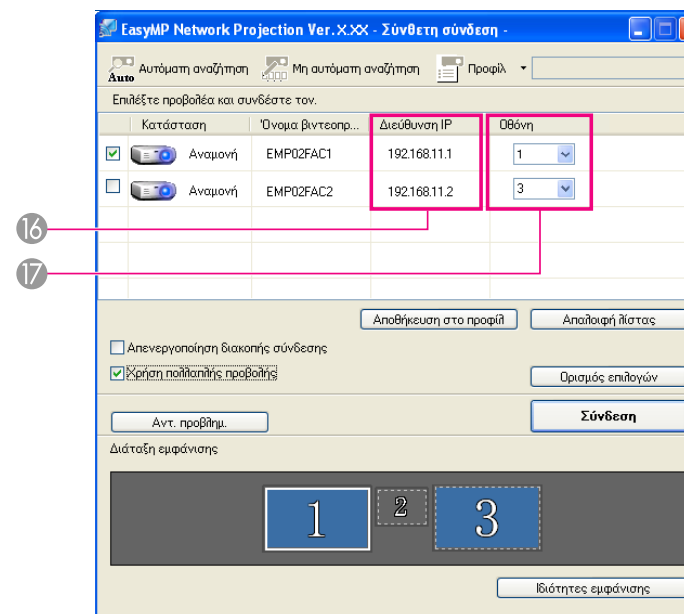 EasyMP Network Projection Ver.X.XX - Σύνθετη σύνδεση -
Auto Αυτόματη αναζήτηση Μη αυτόματη αναζήτηση Προφίλ
Επιλέξτε προβολέα και συνδέστε τον.
Κατάσταση Όνομα βιντεοπρ... Διεύθυνση IP Οθόνη
Αναμονή EMP02FAC1 192.168.11.1 1
Αναμονή EMP02FAC2 192.168.11.2 3
16
17
Αποθήκευση στο προφίλ Απαλοιφή λίστας
Απενεργοποίηση διακοπής σύνδεσης
Χρήση πολλαπλής προβολής Ορισμός επιλογών
Αντ. προβλημ. Σύνδεση
Διάταξη εμφάνισης
1 2 3
Ιδιότητες εμφάνισης